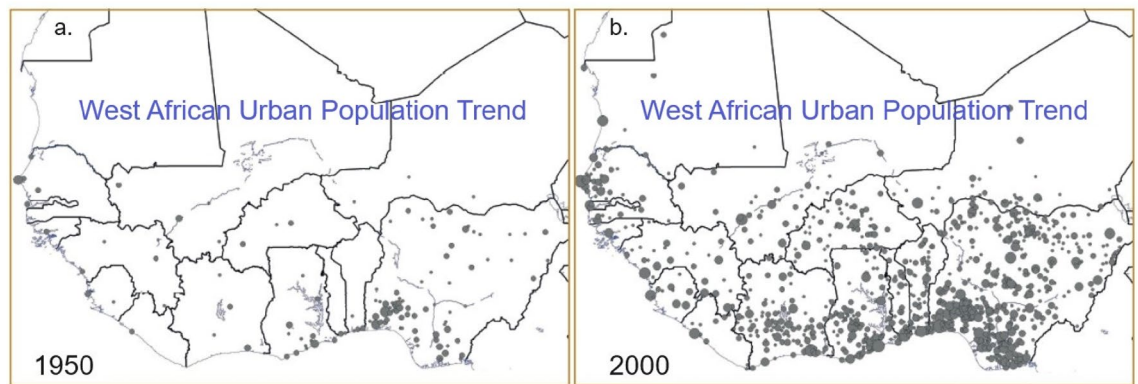 a.
West African Urban Population Trend
1950
b.
West African Urban Population Trend
2000